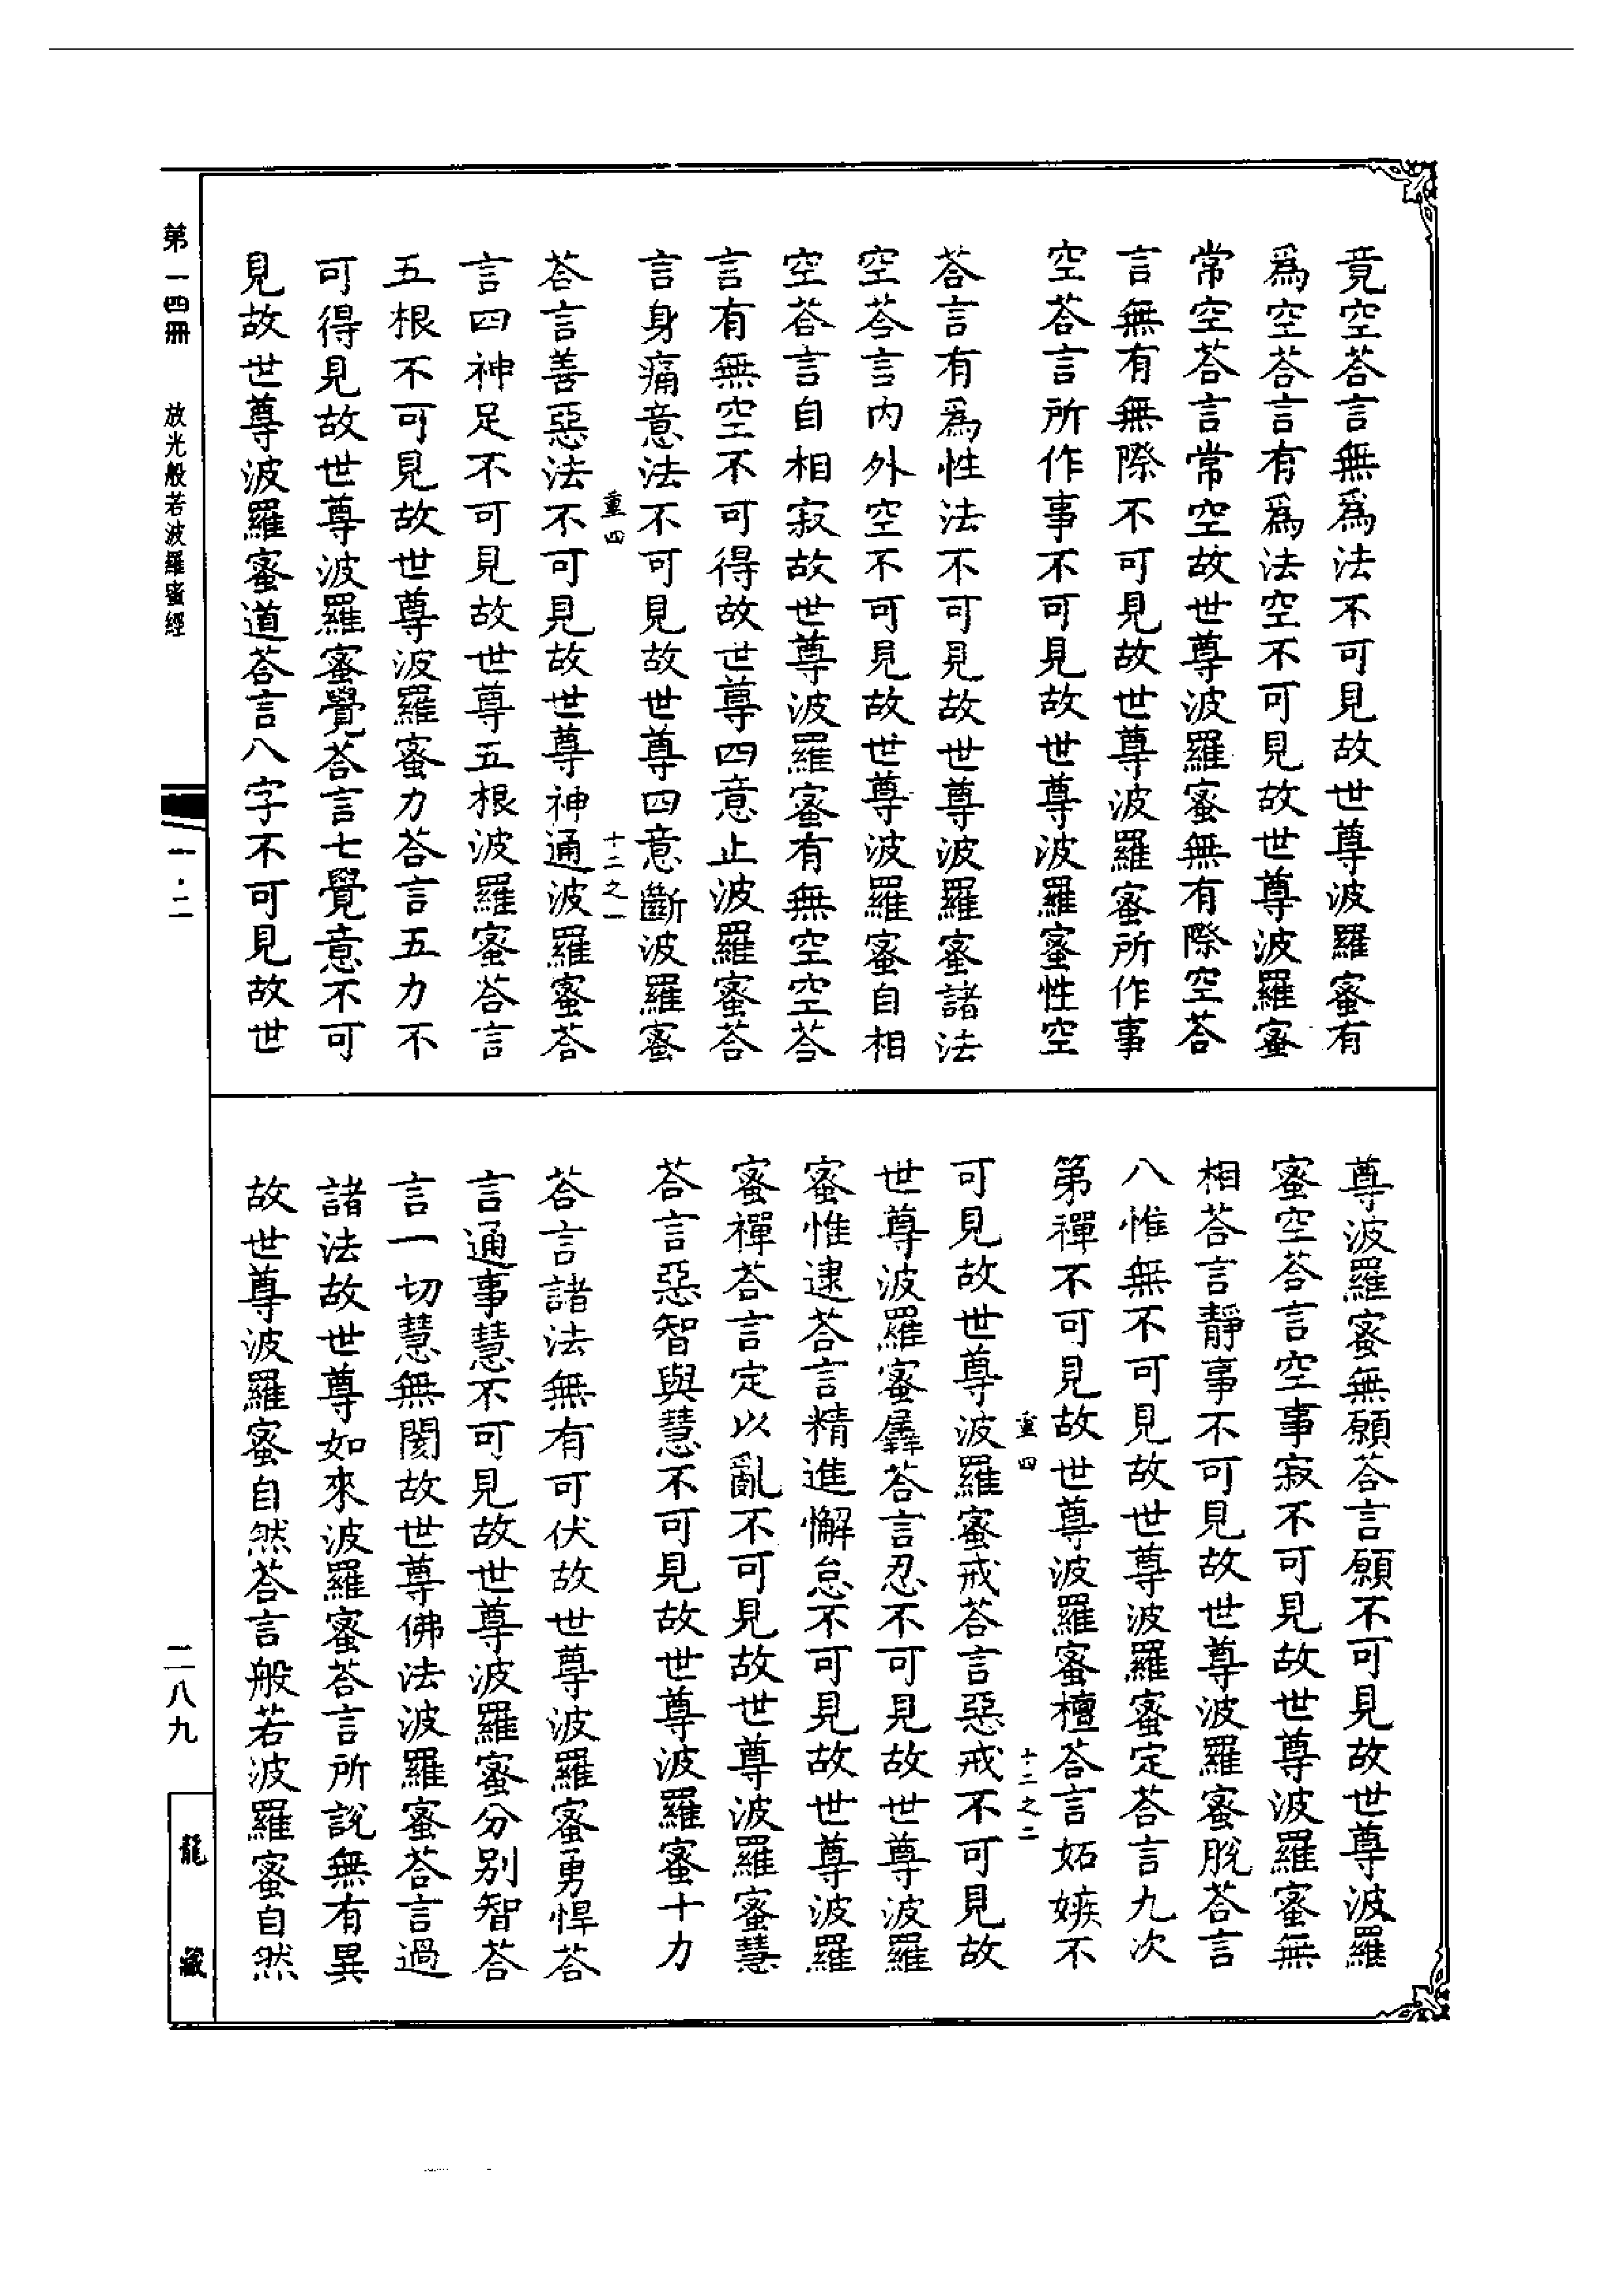 竟空荅言無爲法不可見故世尊波羅蜜有
爲空荅言有爲法空不可見故世尊波羅蜜
常空荅言常空故世尊波羅蜜無有際空荅
言無有無際不可見故世尊波羅蜜所作事
空荅言所作事不可見故世尊波羅蜜性空
荅言有爲性法不可見故世尊波羅蜜諸法
空荅言内外空不可見故世尊波羅蜜自相
空荅言自相寂故世尊波羅蜜有無空空荅
言有無空不可得故世尊四意止波羅蜜荅
言身痛意法不可見故世尊四意斷波羅蜜
重四 十二之一
荅言善惡法不可見故世尊神通波羅蜜荅
言四神足不可見故世尊五根波羅蜜荅言
五根不可見故世尊波羅蜜力荅言五力不
可得見故世尊波羅蜜覺荅言七覺意不可
見故世尊波羅蜜道荅言八字不可見故世
尊波羅蜜無願荅言願不可見故世尊波羅
蜜空荅言空事寂不可見故世尊波羅蜜無
相荅言靜事不可見故世尊波羅蜜脫荅言
八惟無不可見故世尊波羅蜜定荅言九次
第禪不可見故世尊波羅蜜檀荅言妬嫉不
重四 十二之二
可見故世尊波羅蜜戒荅言惡戒不可見故
世尊波羅蜜羼荅言忍不可見故世尊波羅
蜜惟逮荅言精進懈怠不可見故世尊波羅
蜜禪荅言定以亂不可見故世尊波羅蜜慧
荅言惡智與慧不可見故世尊波羅蜜十力
荅言諸法無有可伏故世尊波羅蜜勇悍荅
言通事慧不可見故世尊波羅蜜分别智荅
言一切慧無閡故世尊佛法波羅蜜荅言過
諸法故世尊如來波羅蜜荅言所說無有異
故世尊波羅蜜自然荅言般若波羅蜜自然
第一四冊 放光般若波羅蜜經
一·二
二八九
龍藏